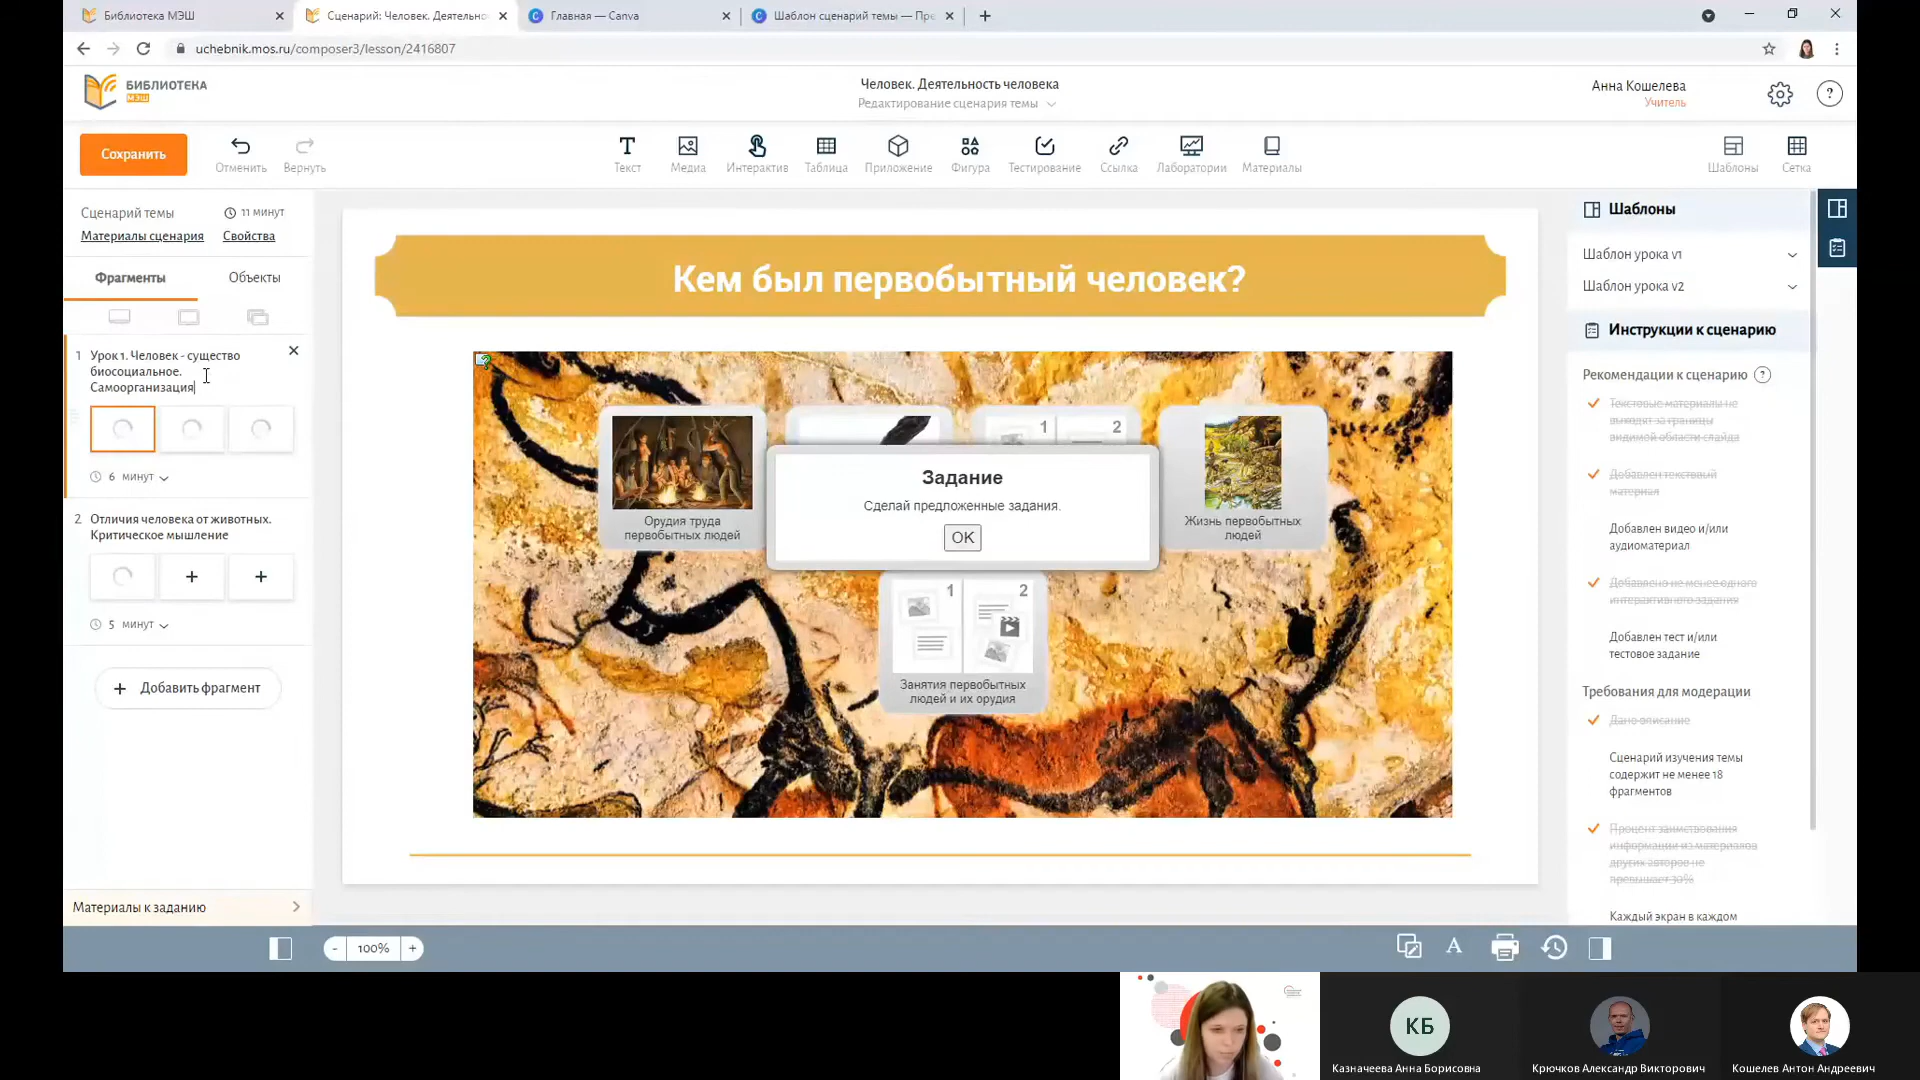 Библиотека МЭШ
Сценарий: Человек. Деятельно
Главная — Canva
Шаблон сценарий темы — Пре
uchebnik.mos.ru/composer3/lesson/2416807
БИБЛИОТЕКА
МЭШ
Человек. Деятельность человека
Редактирование сценария темы
Анна Кошелева
Учитель
Сохранить
Отменить
Вернуть
Текст
Медиа
Интерактив
Таблица
Приложение
Фигура
Тестирование
Ссылка
Лаборатории
Материалы
Шаблоны
Сетка
Сценарий темы
11 минут
Материалы сценария
Свойства
Фрагменты
Объекты
1
Урок 1. Человек - существо
биосоциальное.
Самоорганизация
6 минут
2
Отличия человека от животных.
Критическое мышление
5 минут
+ Добавить фрагмент
Материалы к заданию
Кем был первобытный человек?
Орудия труда
первобытных людей
1 2
Жизнь первобытных
людей
Задание
Сделай предложенные задания.
OK
1 2
Занятия первобытных
людей и их орудия
Шаблоны
Шаблон урока v1
Шаблон урока v2
Инструкции к сценарию
Рекомендации к сценарию ?
Текстовые материалы не
выходят за границы
видимой области слайда
Добавлен текстовый
материал
Добавлен видео и/или
аудиоматериал
Добавлено не менее одного
интерактивного задания
Добавлен тест и/или
тестовое задание
Требования для модерации
Дано описание
Сценарий изучения темы
содержит не менее 18
фрагментов
Процент заимствования
информации из материалов
других авторов не
превышает 30%
Каждый экран в каждом
- 100% +
A
КБ
Казначеева Анна Борисовна
Крючков Александр Викторович
Кошелев Антон Андреевич